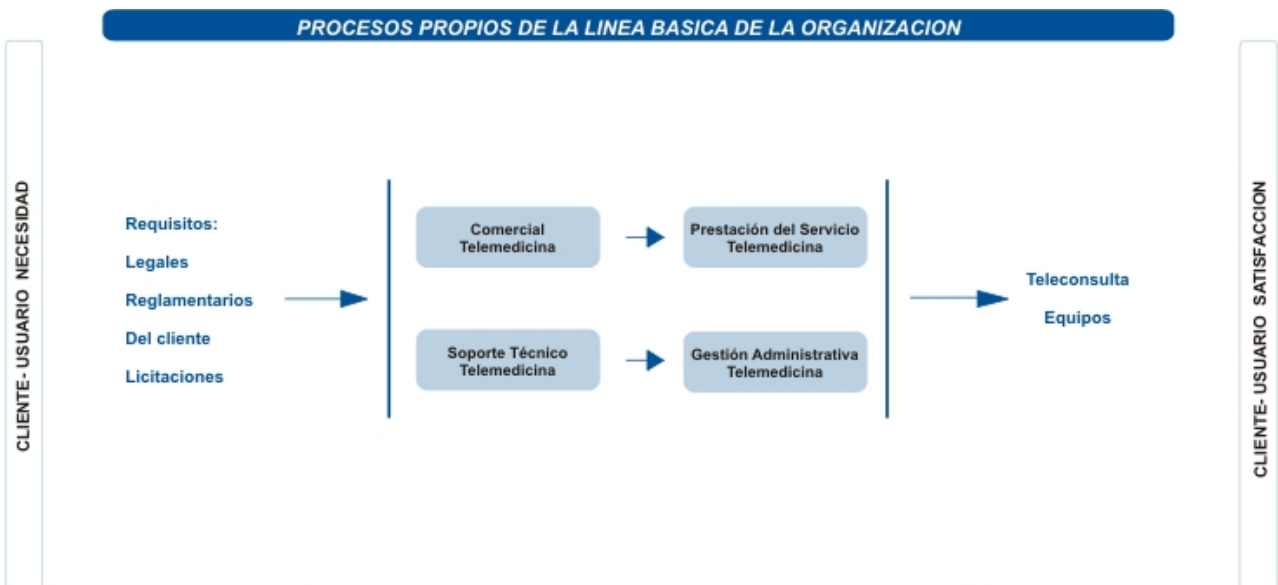 PROCESOS PROPIOS DE LA LINEA BASICA DE LA ORGANIZACION
CLIENTE- USUARIO NECESIDAD
Requisitos:
Legales
Reglamentarios
Del cliente
Licitaciones
Comercial
Telemedicina
Prestación del Servicio
Telemedicina
Soporte Técnico
Telemedicina
Gestión Administrativa
Telemedicina
Teleconsulta
Equipos
CLIENTE- USUARIO SATISFACCION